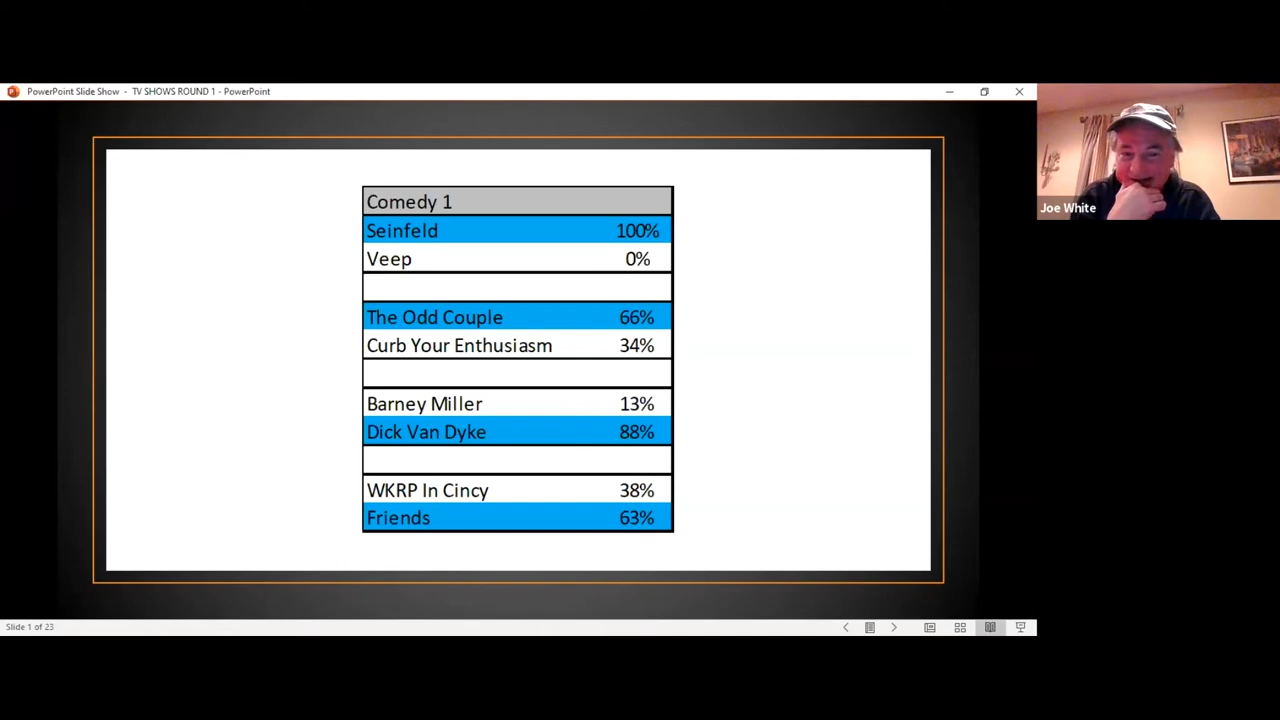 PowerPoint Slide Show - TV SHOWS ROUND 1 - PowerPoint
Joe White
Comedy 1
Seinfeld 100%
Veep 0%
The Odd Couple 66%
Curb Your Enthusiasm 34%
Barney Miller 13%
Dick Van Dyke 88%
WKRP In Cincy 38%
Friends 63%
Slide 1 of 23